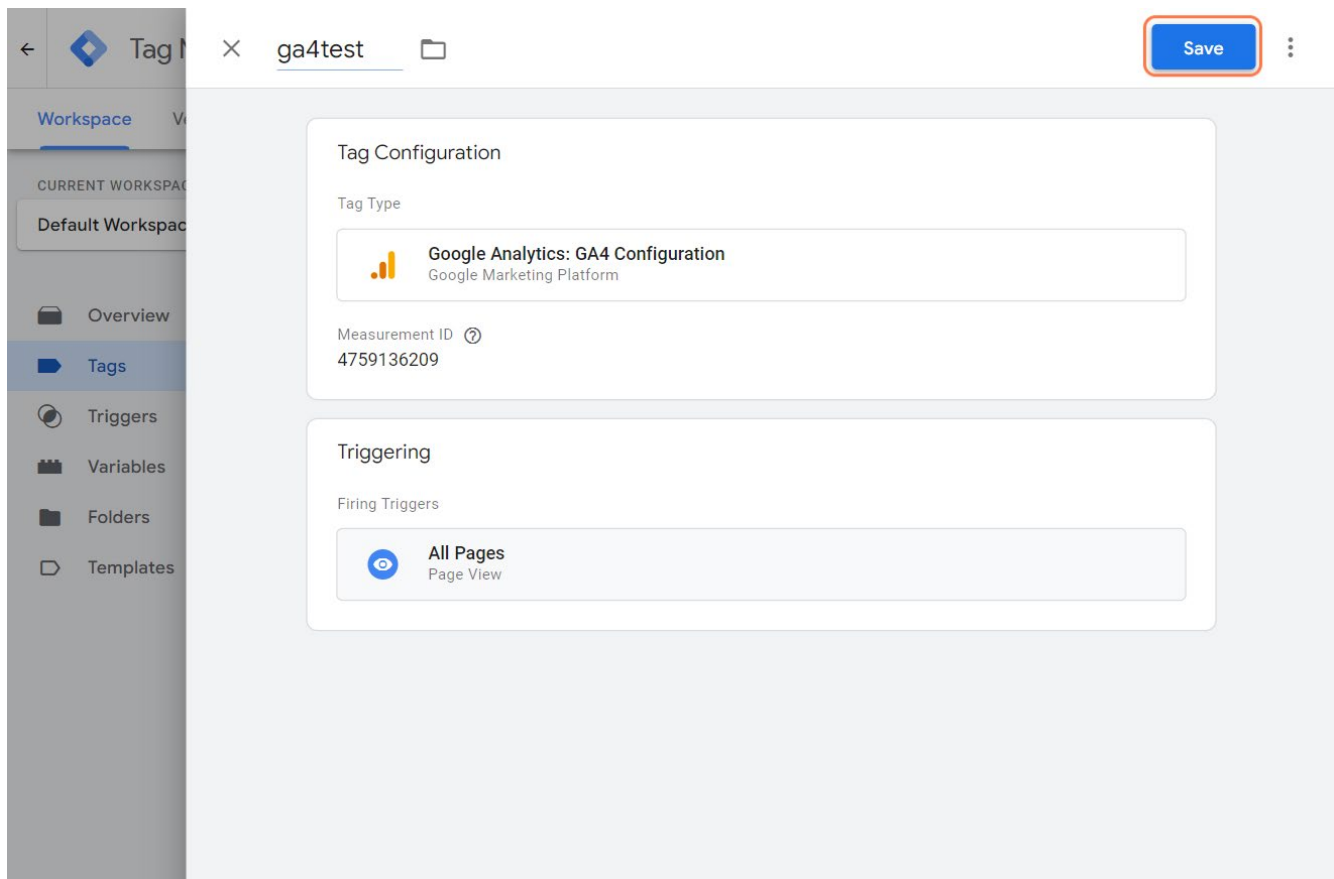 Tag
ga4test
Save
Workspace
CURRENT WORKSPAC
Default Workspac
Overview
Tags
Triggers
Variables
Folders
Templates
Tag Configuration
Tag Type
Google Analytics: GA4 Configuration
Google Marketing Platform
Measurement ID
4759136209
Triggering
Firing Triggers
All Pages
Page View